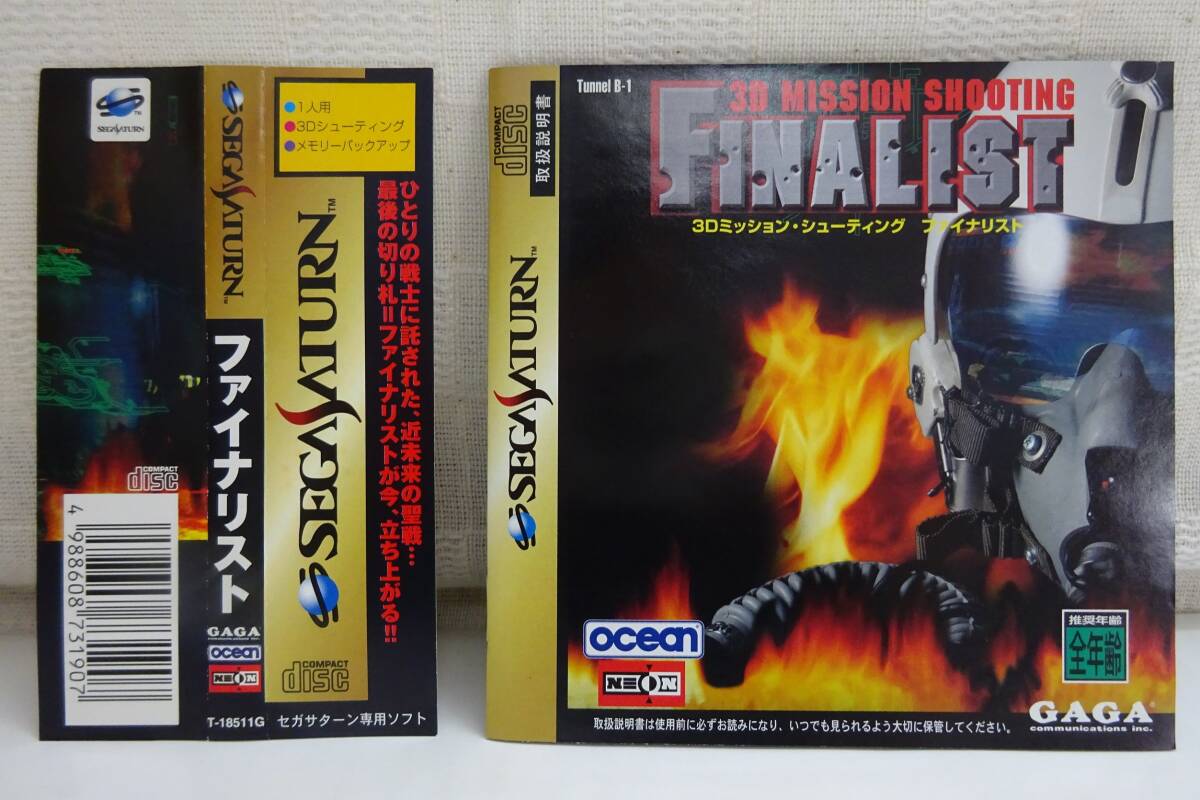 SEGA SATURN™
COMPACT
disc
4 988608 731907
SEGA SATURN™
ファイナリスト
GAGA
ocean
NEON
T-18511G
●1人用
●3Dシューティング
●メモリーバックアップ
SEGA SATURN™
ひとりの戦士に託された、近未来の聖戦…
最後の切り札=ファイナリストが今、立ち上がる!!
COMPACT
disc
セガサターン専用ソフト
COMPACT
disc
取扱説明書
SEGA SATURN™
Tunnel B-1
3D MISSION SHOOTING
FINALIST
3Dミッション・シューティング ファイナリスト
ocean
NEON
推奨年齢
全年齢
GAGA
communications inc.
取扱説明書は使用前に必ずお読みになり、いつでも見られるよう大切に保管してください。